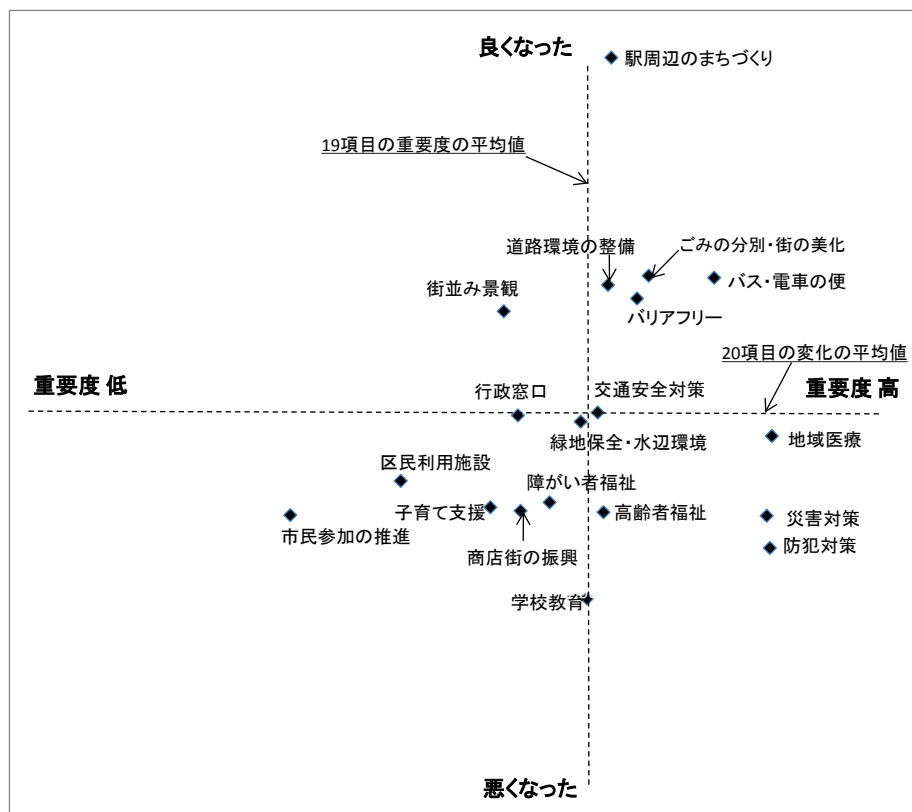 良くなった
駅周辺のまちづくり
19項目の重要度の平均値
道路環境の整備
ごみの分別・街の美化
街並み景観
バス・電車の便
バリアフリー
20項目の変化の平均値
重要度 低
行政窓口
交通安全対策
重要度 高
緑地保全・水辺環境
地域医療
区民利用施設
障がい者福祉
子育て支援
高齢者福祉
災害対策
市民参加の推進
商店街の振興
防犯対策
学校教育
悪くなった